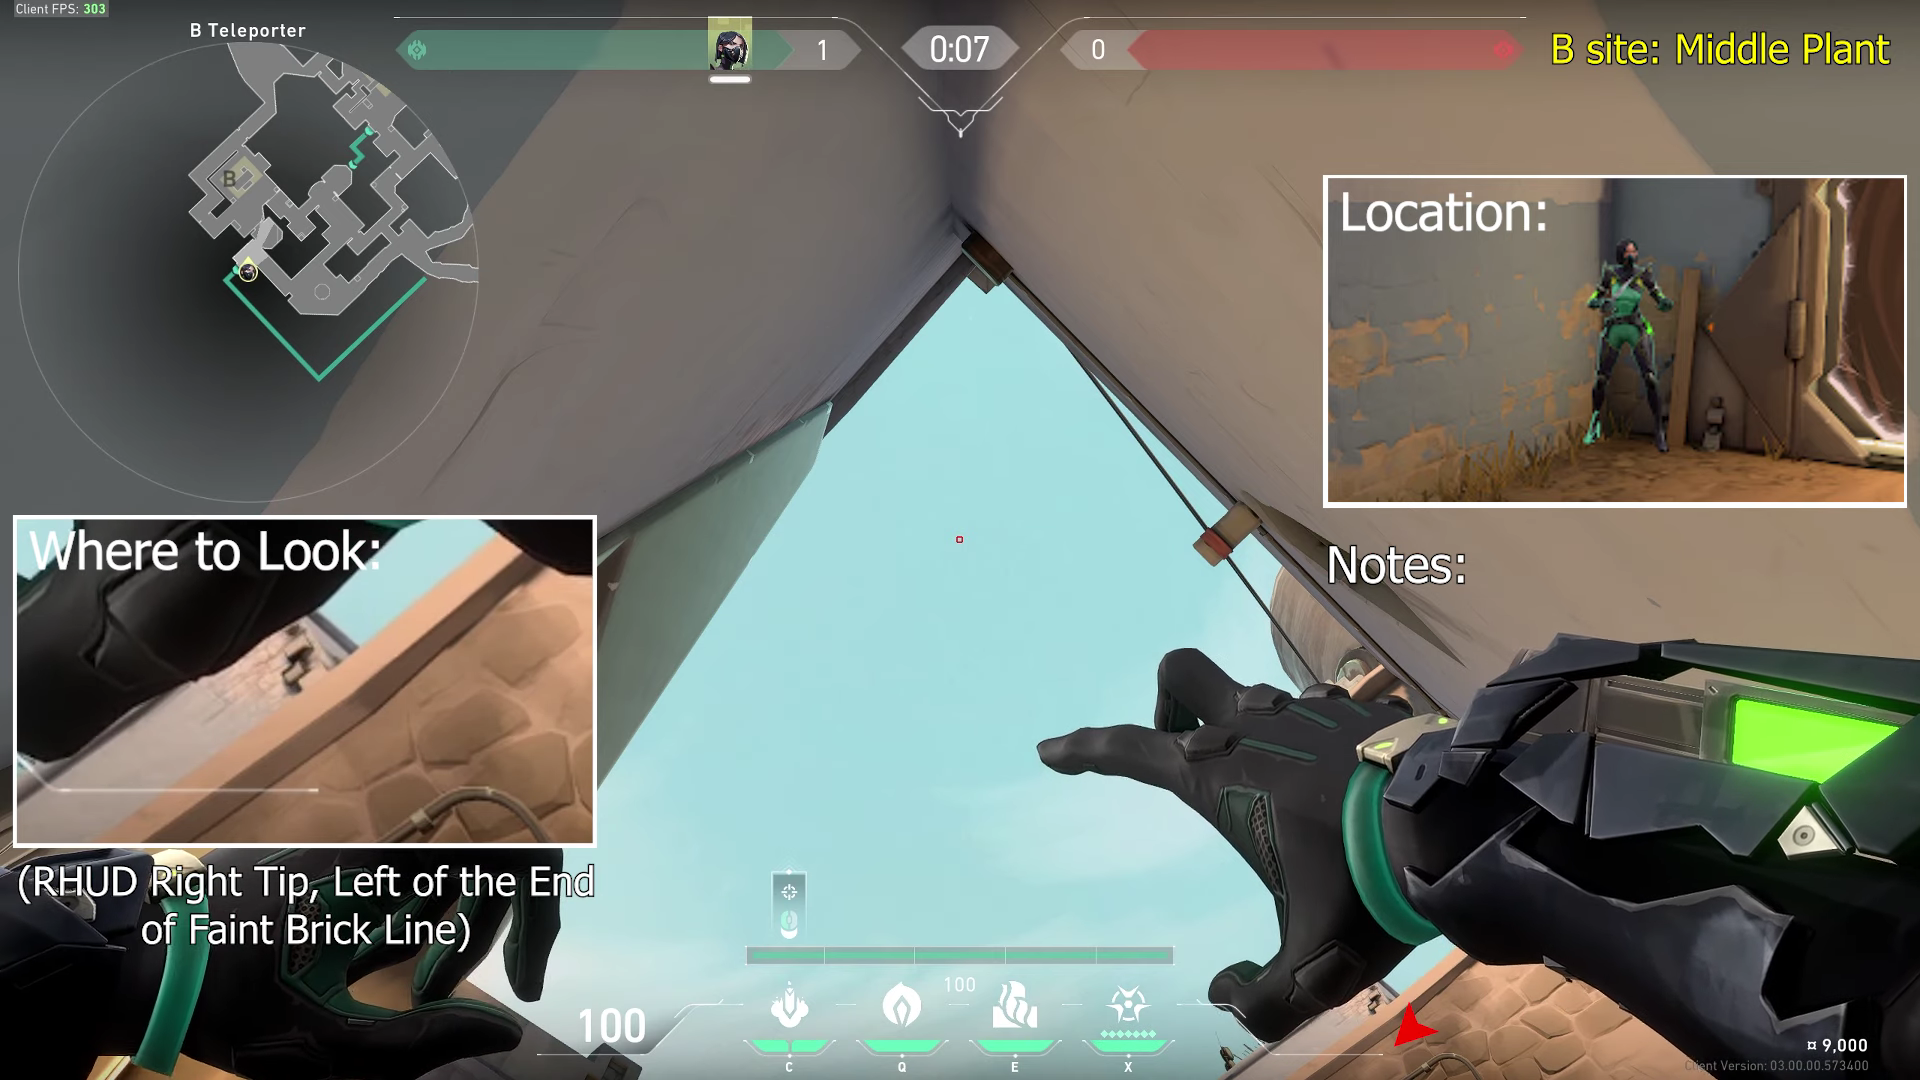 Client FPS: 303
B Teleporter
1
0:07
0
B site: Middle Plant
B
Location:
Where to Look:
Notes:
(RHUD Right Tip, Left of the End
of Faint Brick Line)
100
100
C
Q
E
X
¤ 9,000
Client Version: 03.00.00.573400